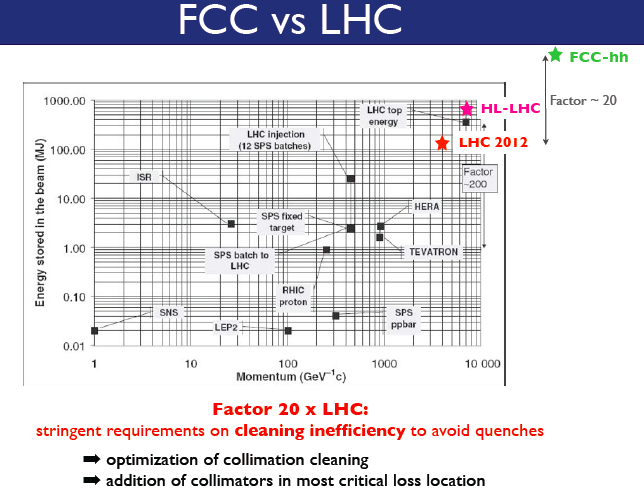 FCC vs LHC
FCC-hh
Factor ~ 20
1000.00
100.00
10.00
1.00
0.10
0.01
Energy stored in the beam (MJ)
LHC top
energy
HL-LHC
LHC injection
(12 SPS batches)
LHC 2012
Factor
~200
ISR
HERA
SPS fixed
target
SPS batch to
LHC
TEVATRON
RHIC
proton
SNS
LEP2
SPS
ppbar
1
10
100
1000
10 000
Momentum (GeV⁻¹c)
Factor 20 x LHC:
stringent requirements on cleaning inefficiency to avoid quenches
➡ optimization of collimation cleaning
➡ addition of collimators in most critical loss location